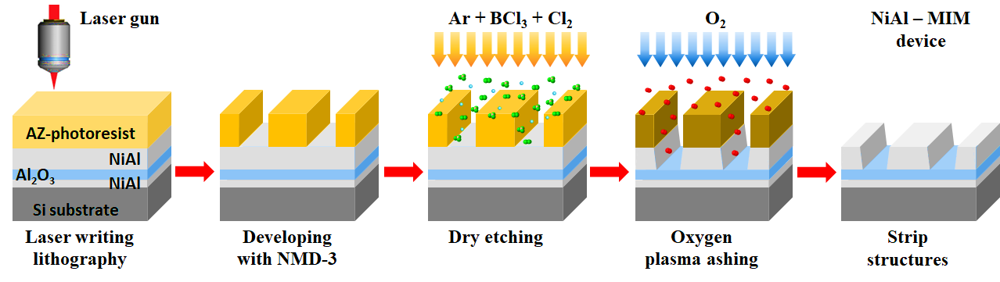 Laser gun
Ar + BCl₃ + Cl₂
O₂
NiAl – MIM
device
AZ-photoresist
NiAl
Al₂O₃
NiAl
Si substrate
Laser writing
lithography
Developing
with NMD-3
Dry etching
Oxygen
plasma ashing
Strip
structures